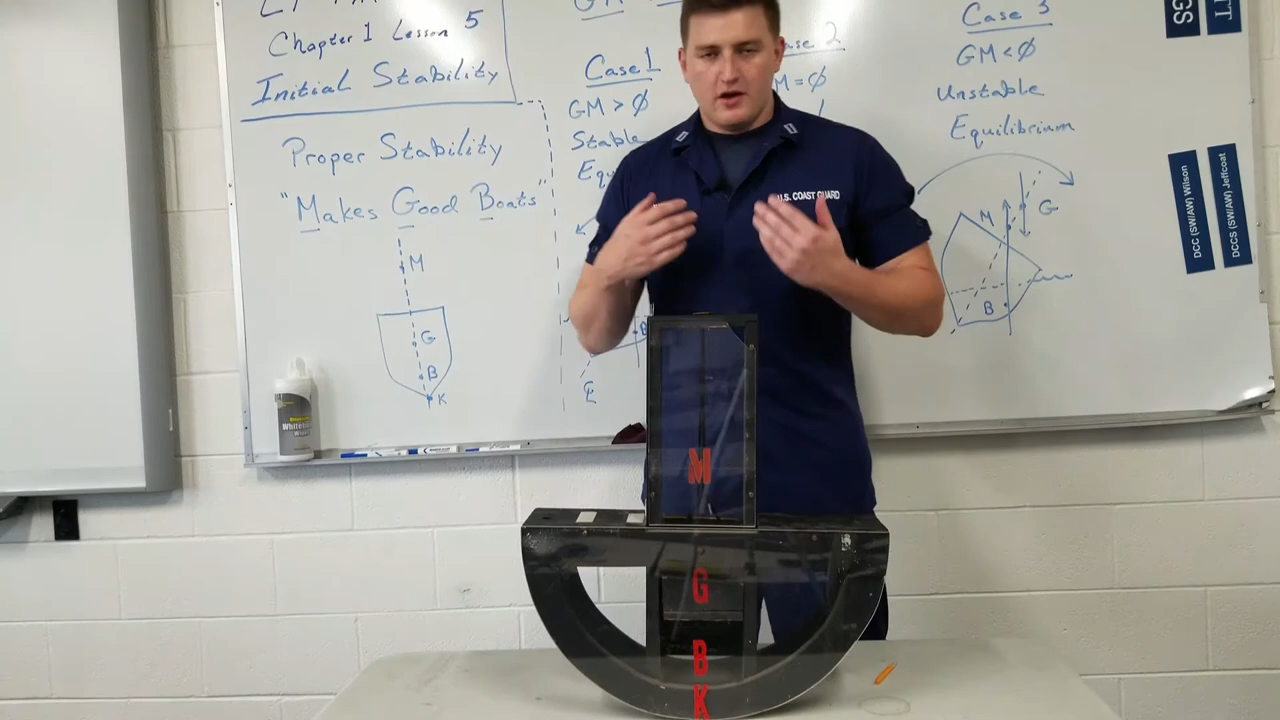 Chapter 1 Lesson 5
Initial Stability
Proper Stability
"Makes Good Boats"
M
G
B
K
Case 1
GM > ∅
Stable
℄
M = ∅
Case 3
GM < ∅
Unstable
Equilibrium
M
G
B
U.S. COAST GUARD
M
G
B
K
DCC (SW/AW) Wilson
DCCS (SW/AW) Jeffcoat